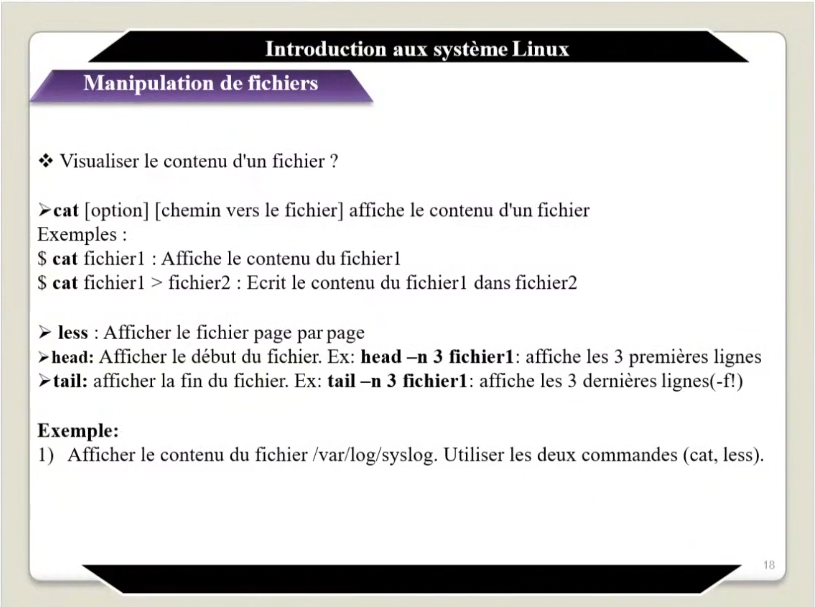 Introduction aux système Linux
Manipulation de fichiers
❖ Visualiser le contenu d'un fichier ?
➢cat [option] [chemin vers le fichier] affiche le contenu d'un fichier
Exemples :
$ cat fichier1 : Affiche le contenu du fichier1
$ cat fichier1 > fichier2 : Ecrit le contenu du fichier1 dans fichier2
➢ less : Afficher le fichier page par page
➢head: Afficher le début du fichier. Ex: head –n 3 fichier1: affiche les 3 premières lignes
➢tail: afficher la fin du fichier. Ex: tail –n 3 fichier1: affiche les 3 dernières lignes(-f!)
Exemple:
1) Afficher le contenu du fichier /var/log/syslog. Utiliser les deux commandes (cat, less).
18